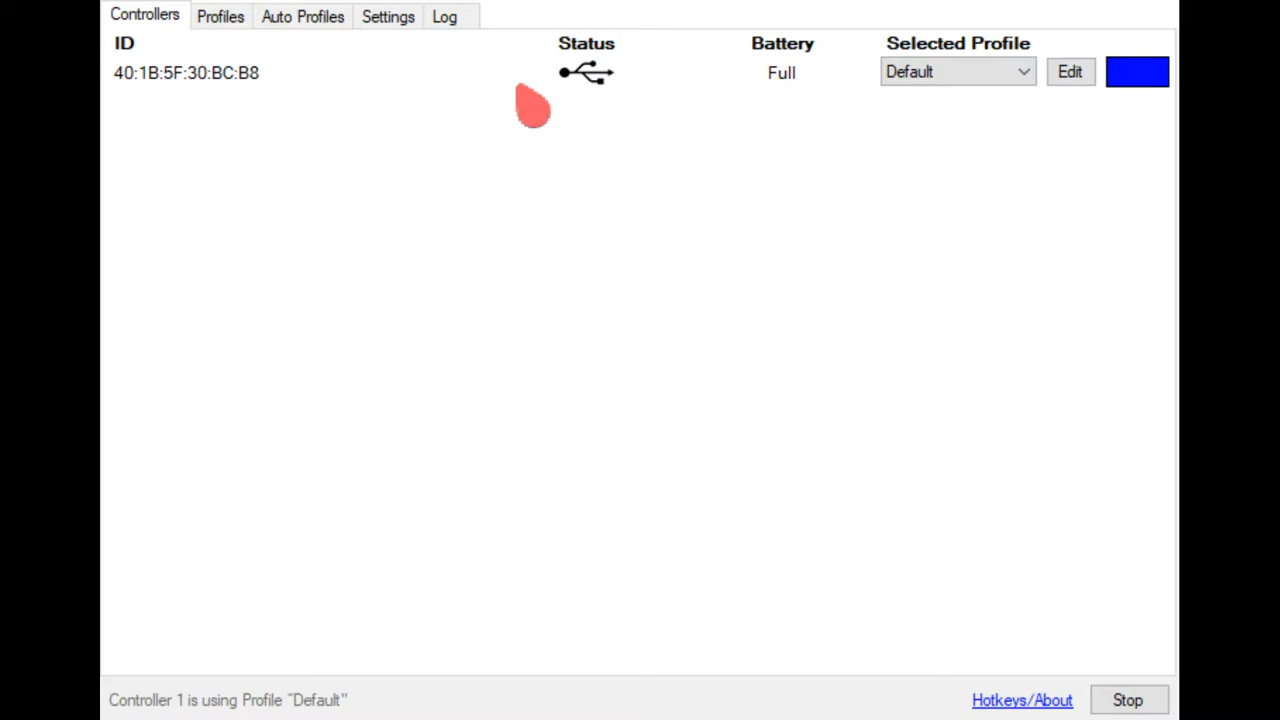 Controllers Profiles Auto Profiles Settings Log
ID Status Battery Selected Profile
40:1B:5F:30:BC:B8 Full Default Edit
Controller 1 is using Profile "Default" Hotkeys/About Stop